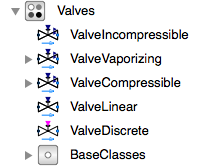 Valves
ValveIncompressible
ValveVaporizing
ValveCompressible
ValveLinear
ValveDiscrete
BaseClasses